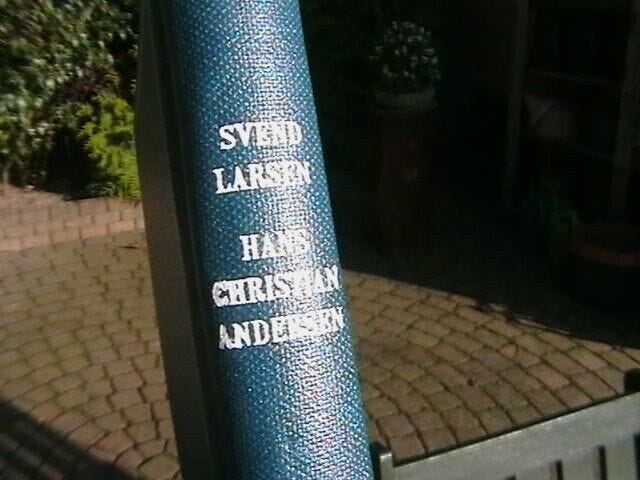 SVEND
LARSEN
HANS
CHRISTIAN
ANDERSEN